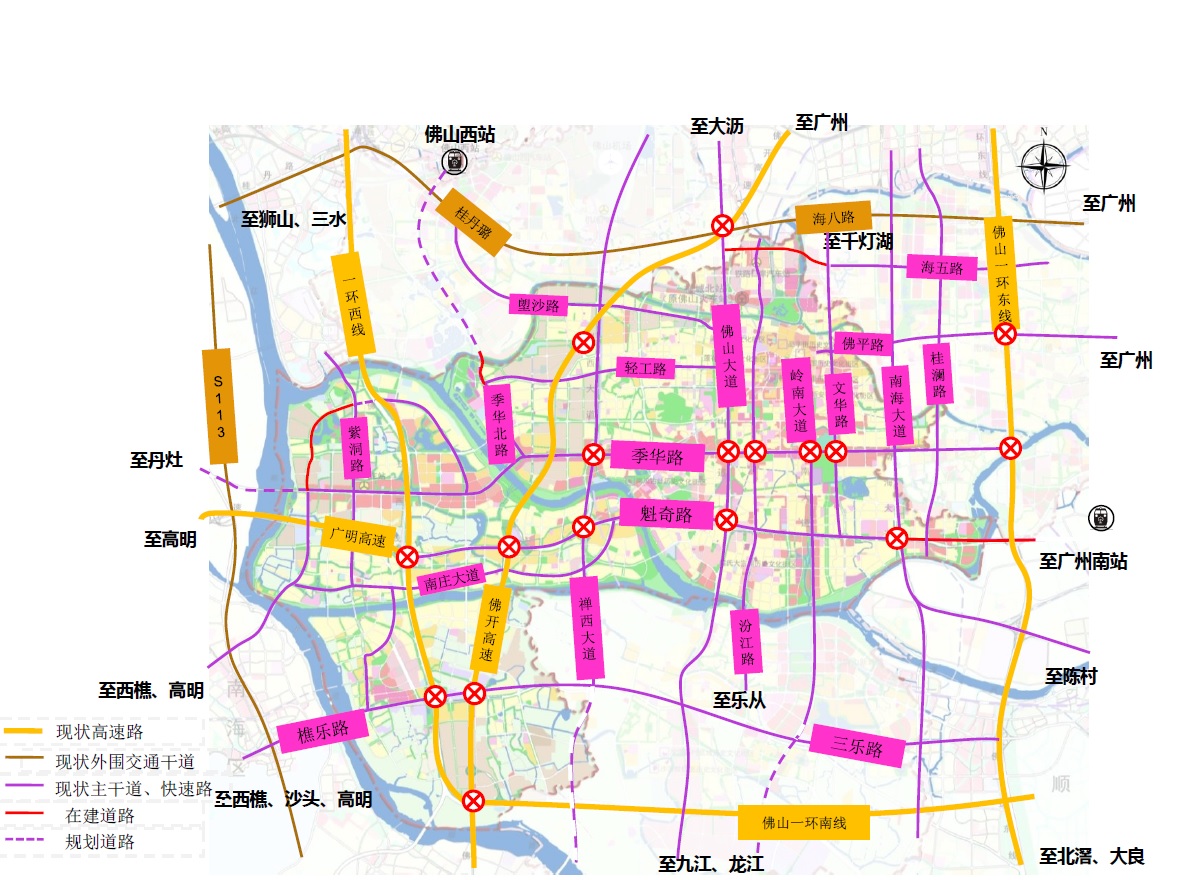 至大沥
至广州
佛山西站
N
至狮山、三水
桂丹璐
海八路
至广州
至千灯湖
海五路
佛山一环东线
一环西线
塱沙路
佛山大道
佛平路
至广州
S113
轻工路
岭南大道
文华路
南海大道
桂澜路
季华北路
紫洞路
至丹灶
季华路
魁奇路
至高明
广明高速
至广州南站
南庄大道
佛开高速
禅西大道
汾江路
至西樵、高明
南
海
区
至乐从
至陈村
樵乐路
三乐路
现状高速路
现状外围交通干道
现状主干道、快速路
在建道路
规划道路
至西樵、沙头、高明
顺
佛山一环南线
至九江、龙江
至北滘、大良